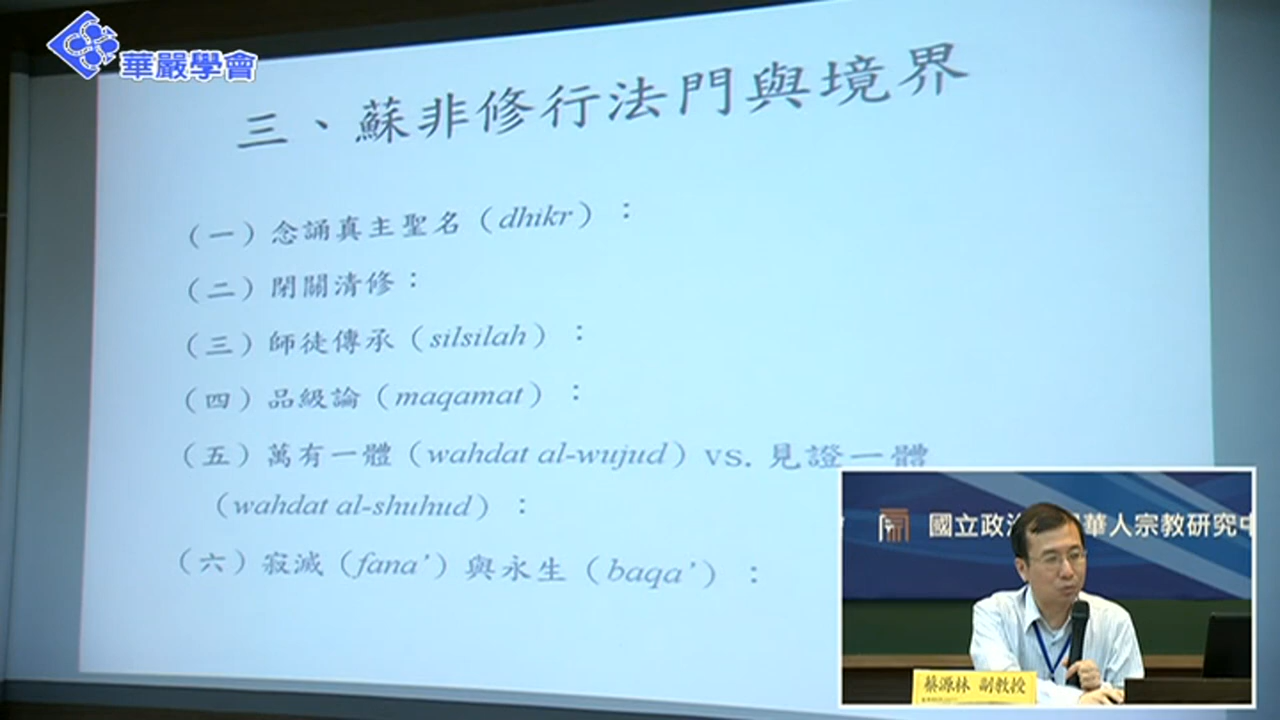 華嚴學會
三、蘇非修行法門與境界
（一）念誦真主聖名（dhikr）：
（二）閉關清修：
（三）師徒傳承（silsilah）：
（四）品級論（maqamat）：
（五）萬有一體（wahdat al-wujud）vs. 見證一體
（wahdat al-shuhud）：
（六）寂滅（fana’）與永生（baqa’）：
國立政治 華人宗教研究中
蔡源林 副教授